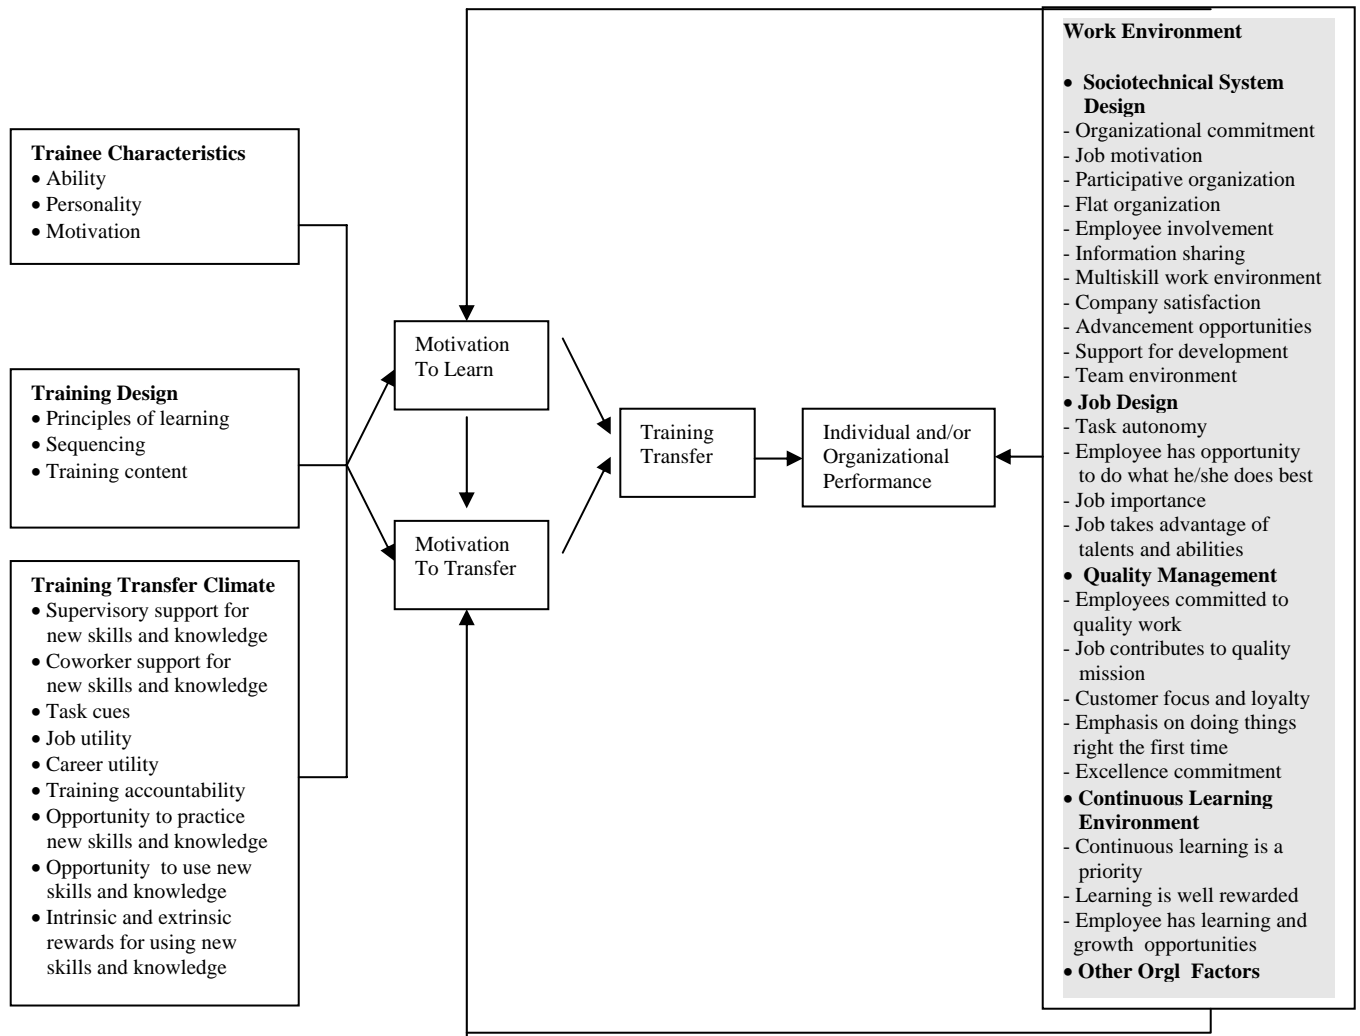 Trainee Characteristics
• Ability
• Personality
• Motivation
Training Design
• Principles of learning
• Sequencing
• Training content
Training Transfer Climate
• Supervisory support for
new skills and knowledge
• Coworker support for
new skills and knowledge
• Task cues
• Job utility
• Career utility
• Training accountability
• Opportunity to practice
new skills and knowledge
• Opportunity to use new
skills and knowledge
• Intrinsic and extrinsic
rewards for using new
skills and knowledge
Motivation
To Learn
Motivation
To Transfer
Training
Transfer
Individual and/or
Organizational
Performance
Work Environment
• Sociotechnical System
Design
- Organizational commitment
- Job motivation
- Participative organization
- Flat organization
- Employee involvement
- Information sharing
- Multiskill work environment
- Company satisfaction
- Advancement opportunities
- Support for development
- Team environment
• Job Design
- Task autonomy
- Employee has opportunity
to do what he/she does best
- Job importance
- Job takes advantage of
talents and abilities
• Quality Management
- Employees committed to
quality work
- Job contributes to quality
mission
- Customer focus and loyalty
- Emphasis on doing things
right the first time
- Excellence commitment
• Continuous Learning
Environment
- Continuous learning is a
priority
- Learning is well rewarded
- Employee has learning and
growth opportunities
• Other Orgl Factors